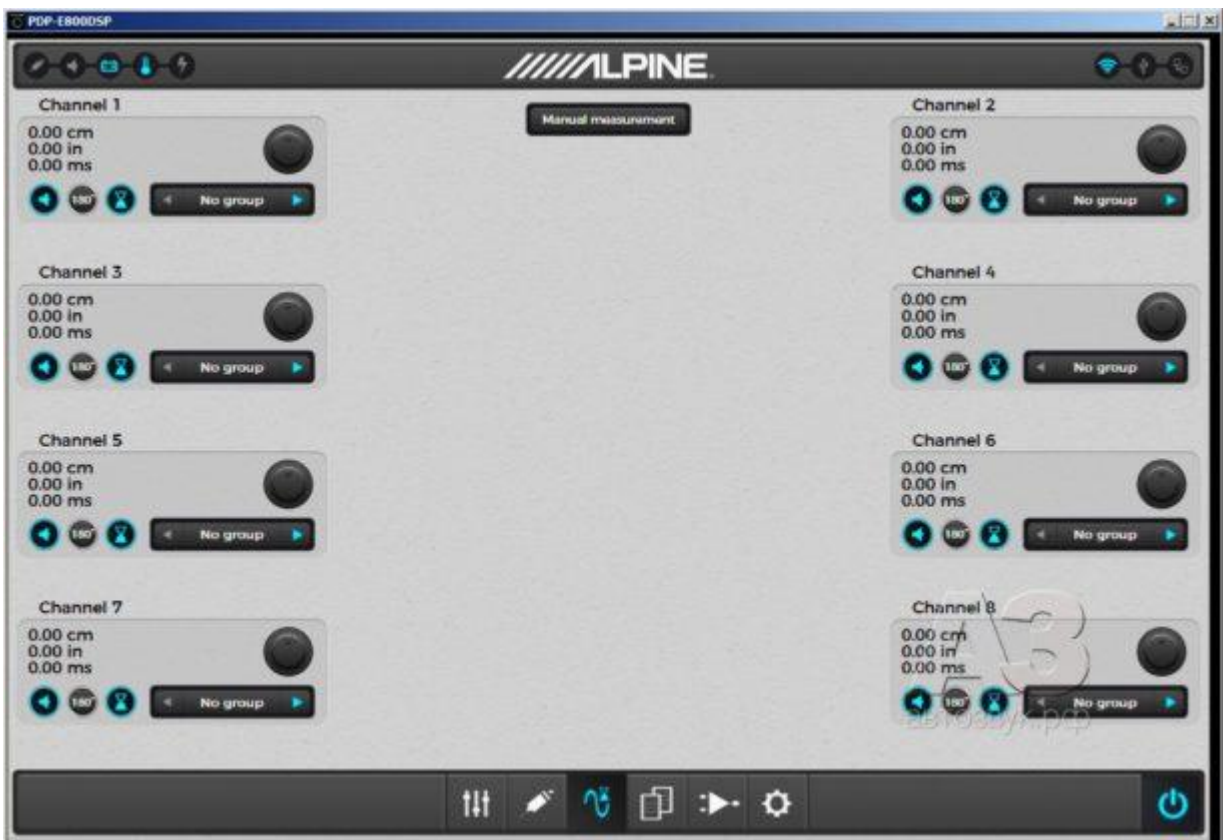 PDP-E800DSP
/////ALPINE
Channel 1
0.00 cm
0.00 in
0.00 ms
180°
No group
Manual measurement
Channel 2
0.00 cm
0.00 in
0.00 ms
180°
No group
Channel 3
0.00 cm
0.00 in
0.00 ms
180°
No group
Channel 4
0.00 cm
0.00 in
0.00 ms
180°
No group
Channel 5
0.00 cm
0.00 in
0.00 ms
180°
No group
Channel 6
0.00 cm
0.00 in
0.00 ms
180°
No group
Channel 7
0.00 cm
0.00 in
0.00 ms
180°
No group
Channel 8
0.00 cm
0.00 in
0.00 ms
180°
No group
АЗ
автозвук.рф